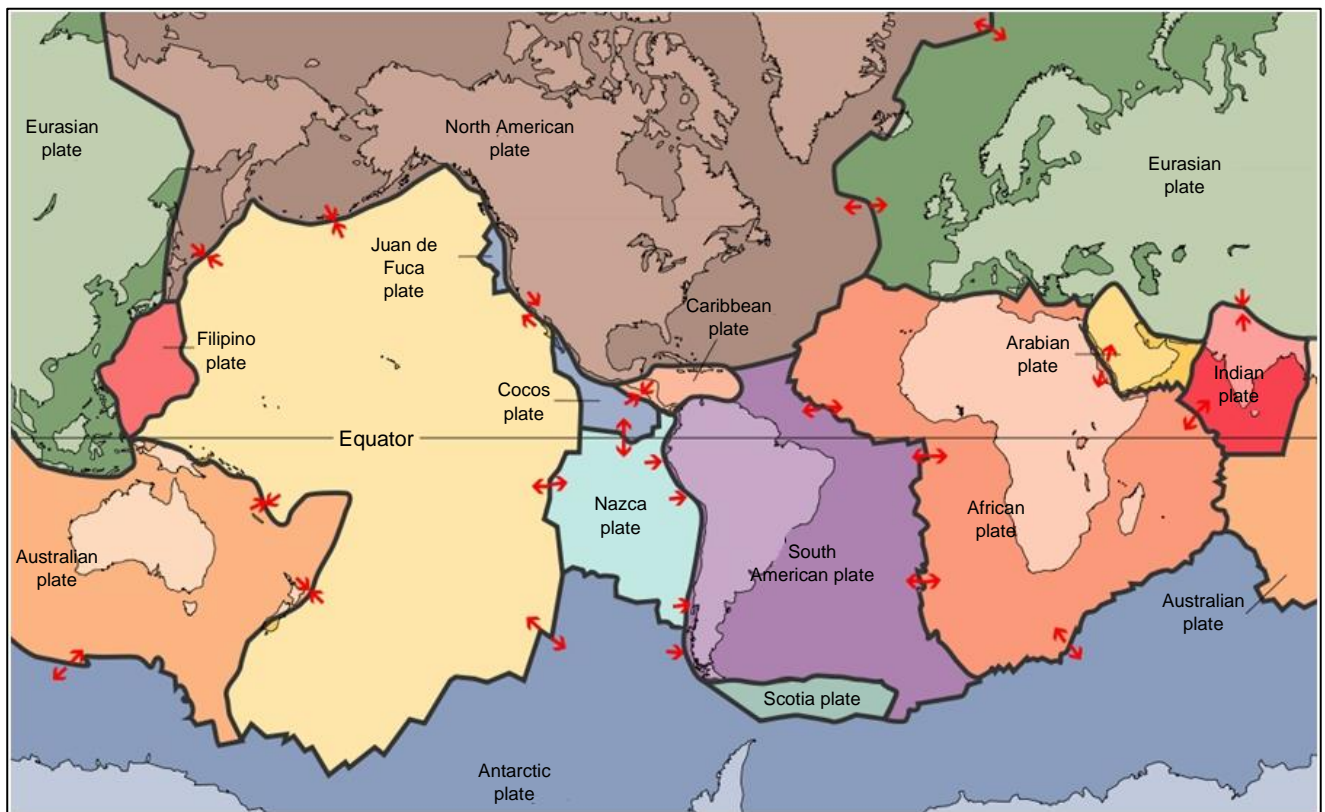 Eurasian
plate
North American
plate
Eurasian
plate
Juan de
Fuca
plate
Caribbean
plate
Filipino
plate
Arabian
plate
Indian
plate
Cocos
plate
Equator
Nazca
plate
African
plate
Australian
plate
South
American plate
Australian
plate
Scotia plate
Antarctic
plate